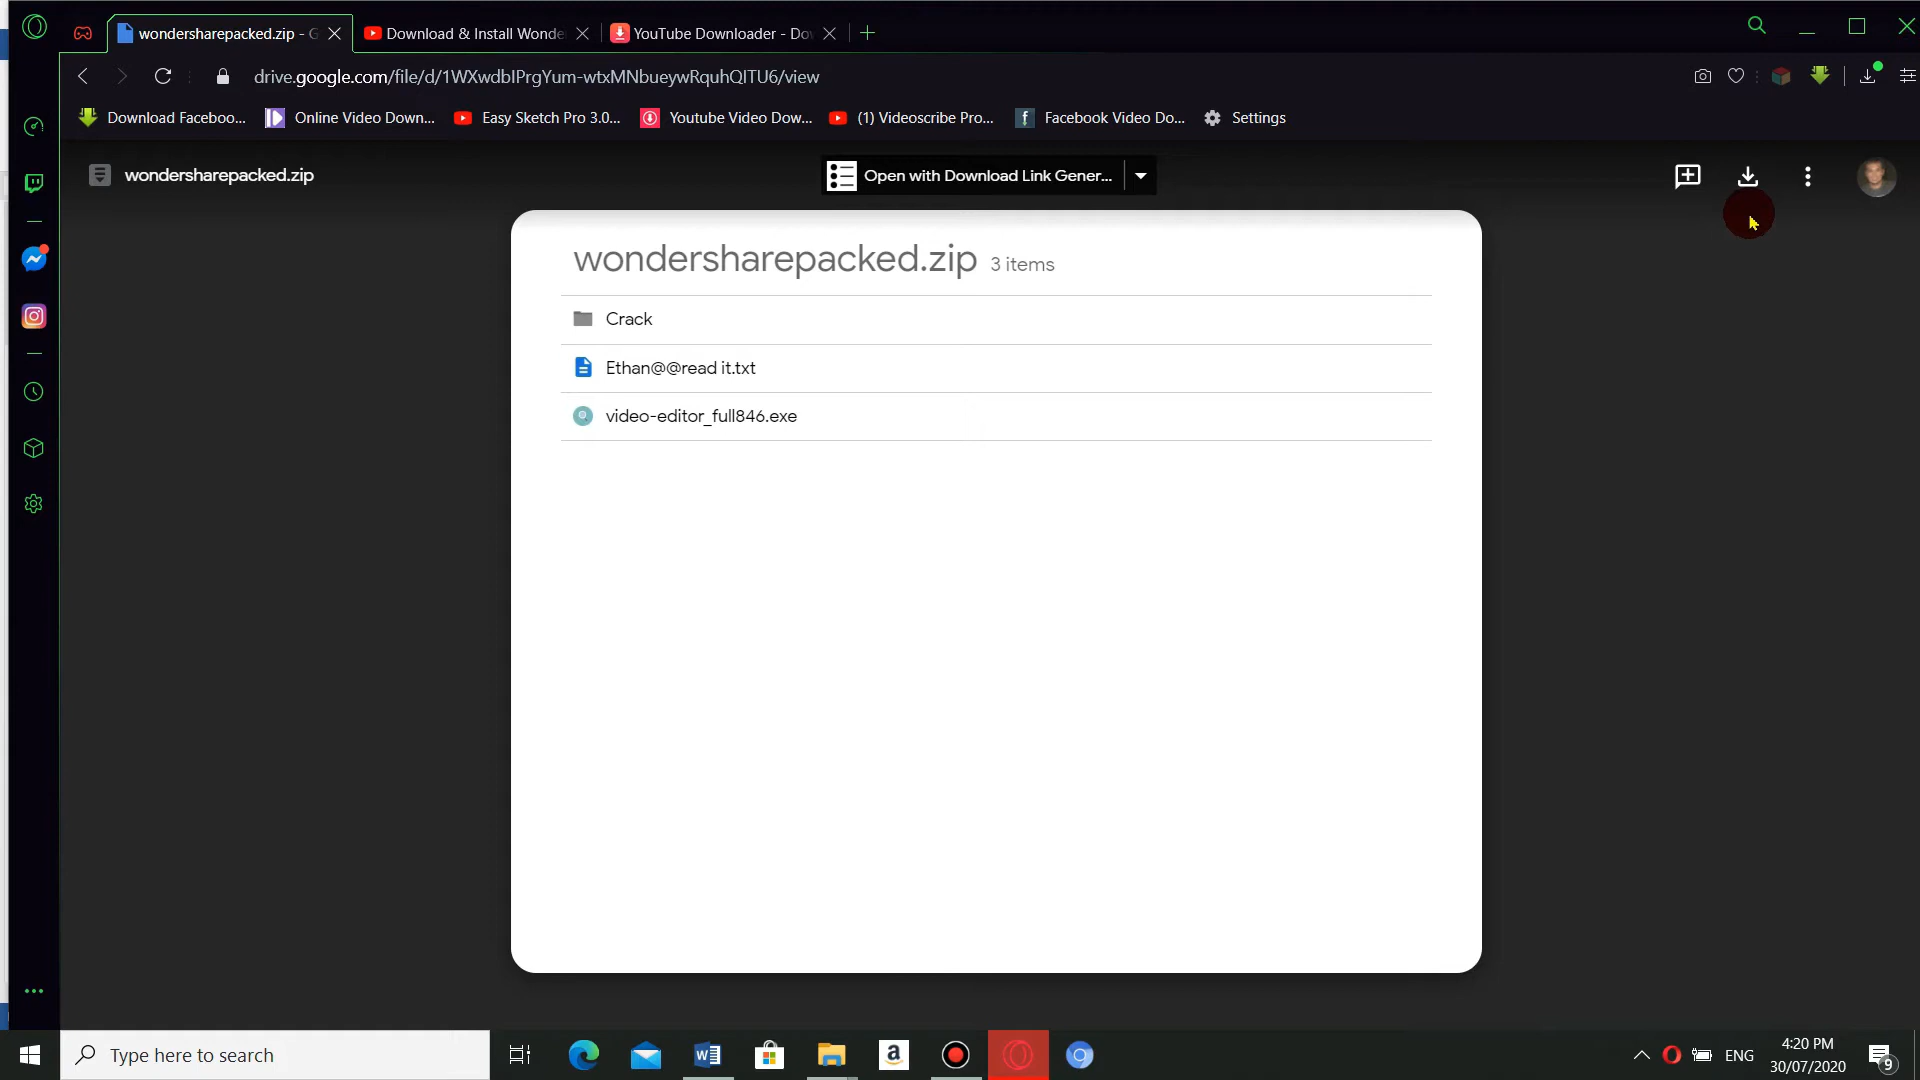 wondersharepacked.zip - G
Download & Install Wonde
YouTube Downloader - Do
drive.google.com/file/d/1WXwdbIPrgYum-wtxMNbueywRquhQITU6/view
Download Faceboo...
Online Video Down...
Easy Sketch Pro 3.0...
Youtube Video Dow...
(1) Videoscribe Pro...
Facebook Video Do...
Settings
wondersharepacked.zip
Open with Download Link Gener...
wondersharepacked.zip 3 items
Crack
Ethan@@read it.txt
video-editor_full846.exe
Type here to search
ENG
4:20 PM
30/07/2020
9